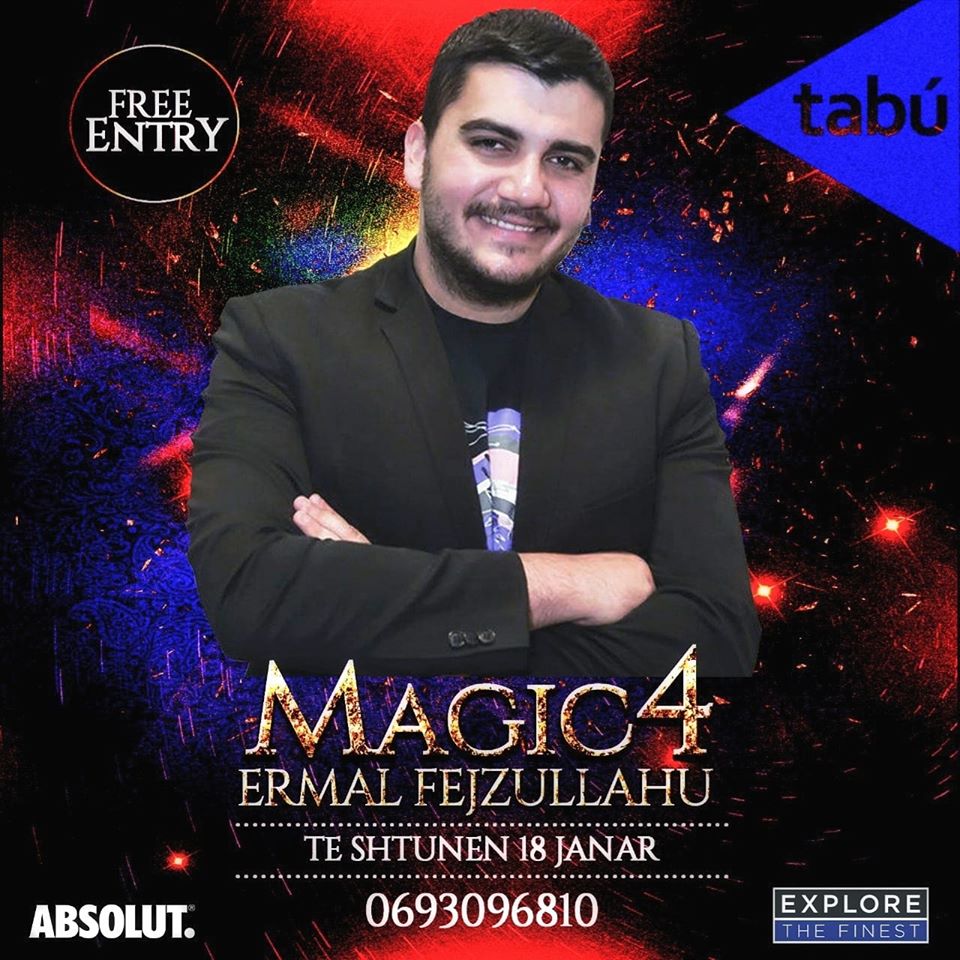 FREE
ENTRY
tabú
MAGIC4
ERMAL FEJZULLAHU
TE SHTUNEN 18 JANAR
0693096810
ABSOLUT.®
EXPLORE
THE FINEST